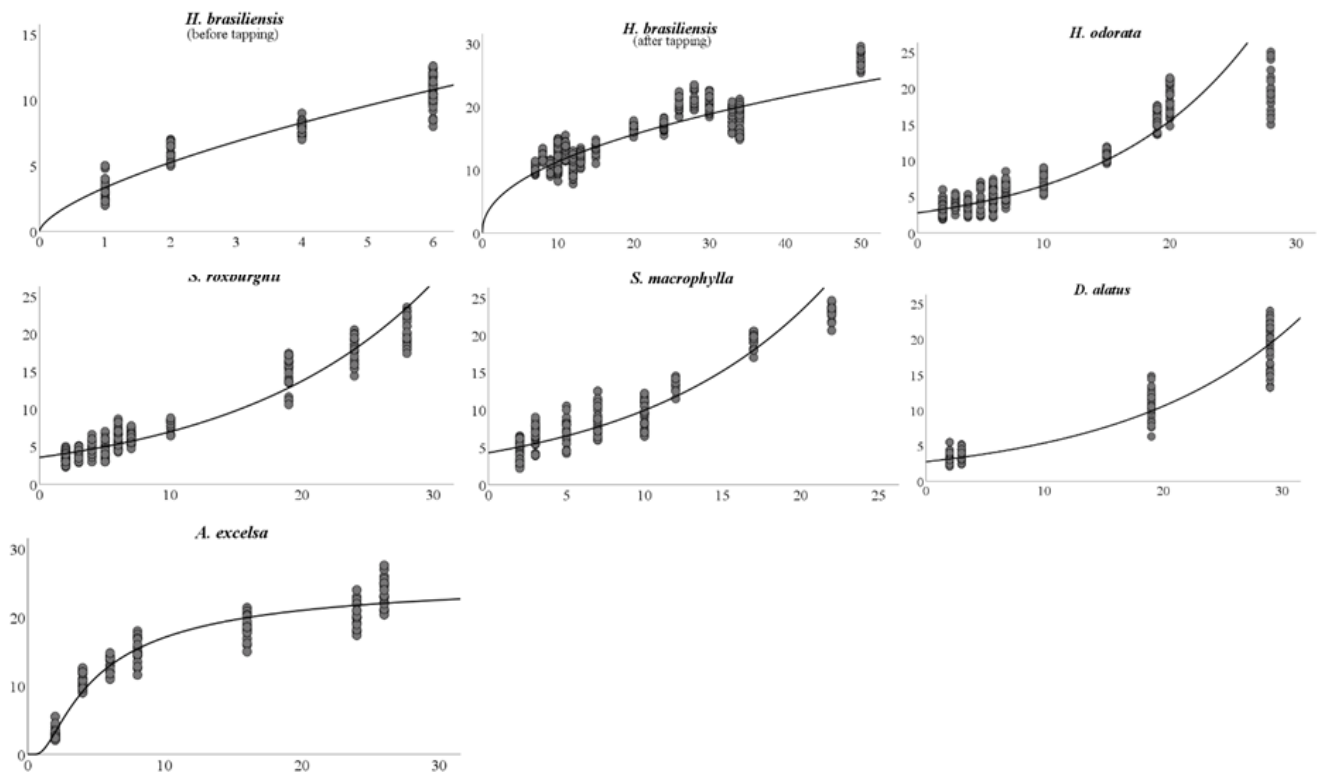 H. brasiliensis
(before tapping)
15
10
5
0
0 1 2 3 4 5 6
H. brasiliensis
(after tapping)
30
20
10
0
0 10 20 30 40 50
H. odorata
25
20
15
10
5
0
0 10 20 30
S. roxburghii
25
20
15
10
5
0
0 10 20 30
S. macrophylla
25
20
15
10
5
0
0 5 10 15 20 25
D. alatus
25
20
15
10
5
0
0 10 20 30
A. excelsa
30
20
10
0
0 10 20 30